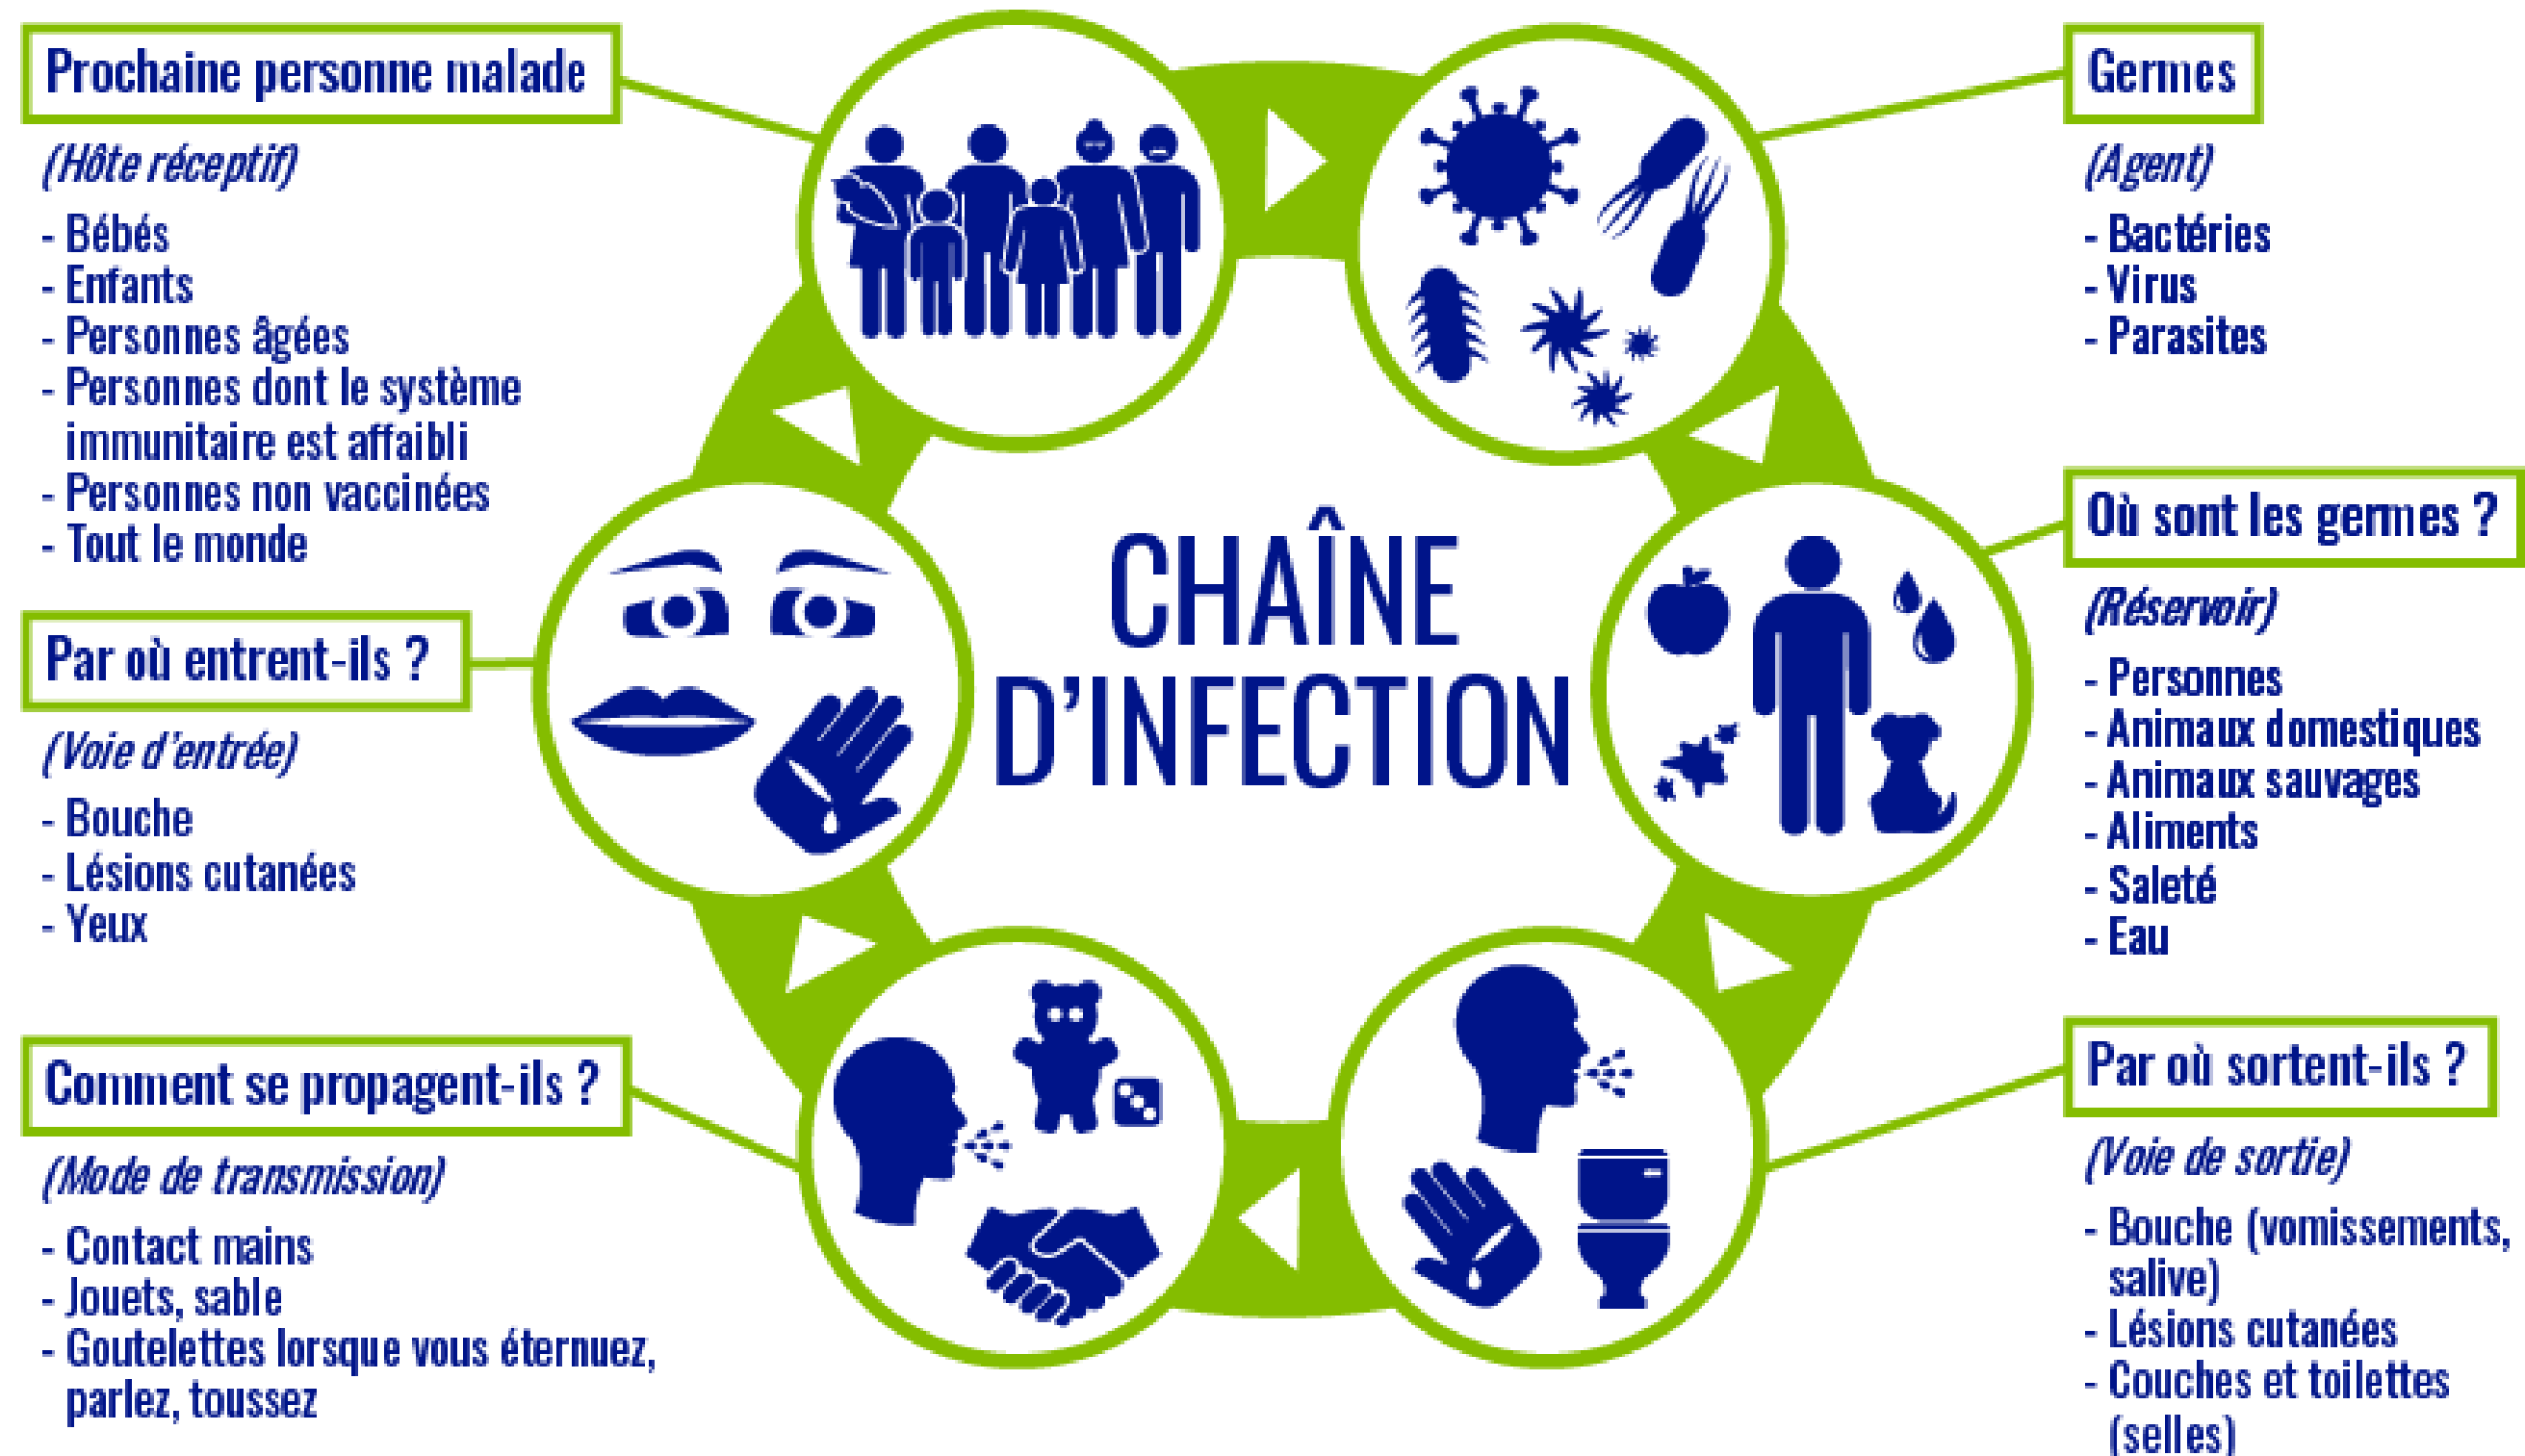 Prochaine personne malade
(Hôte réceptif)
- Bébés
- Enfants
- Personnes âgées
- Personnes dont le système
immunitaire est affaibli
- Personnes non vaccinées
- Tout le monde
Par où entrent-ils ?
(Voie d'entrée)
- Bouche
- Lésions cutanées
- Yeux
Comment se propagent-ils ?
(Mode de transmission)
- Contact mains
- Jouets, sable
- Goutelettes lorsque vous éternuez,
parlez, toussez
CHAÎNE
D'INFECTION
Germes
(Agent)
- Bactéries
- Virus
- Parasites
Où sont les germes ?
(Réservoir)
- Personnes
- Animaux domestiques
- Animaux sauvages
- Aliments
- Saleté
- Eau
Par où sortent-ils ?
(Voie de sortie)
- Bouche (vomissements,
salive)
- Lésions cutanées
- Couches et toilettes
(selles)